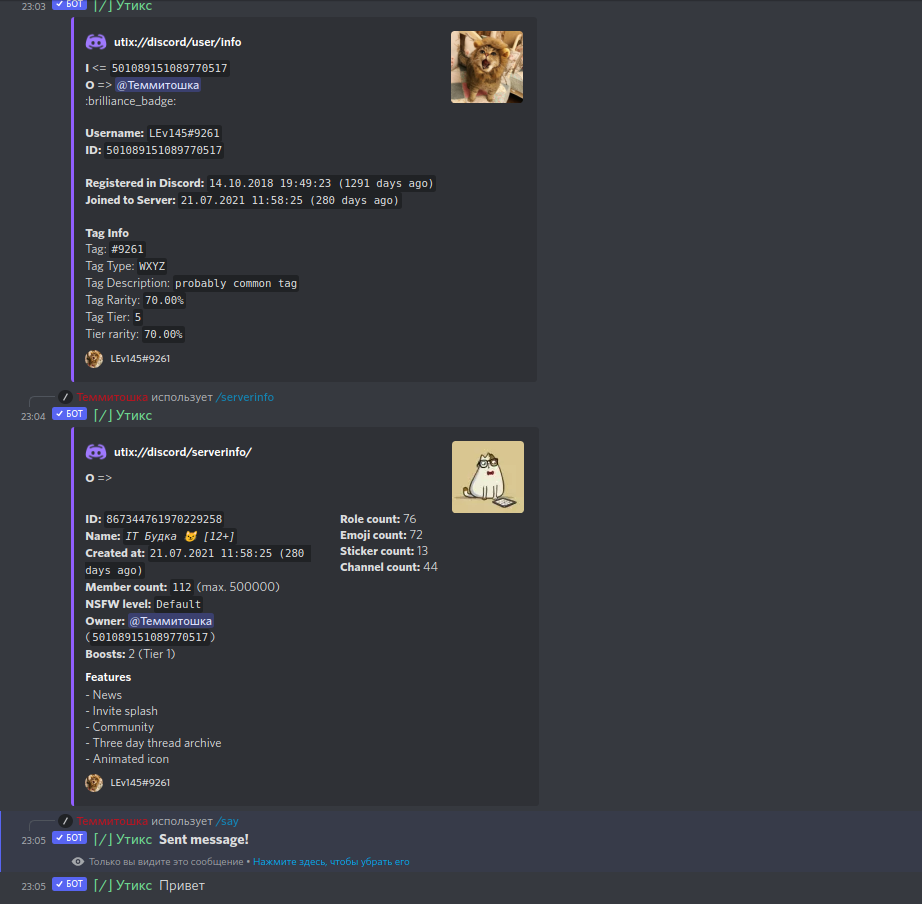 23:03 ✓ БОТ [/] Утикс
utix://discord/user/info
I <= 501089151089770517
O => @Теммитошка
:brilliance_badge:
Username: LEv145#9261
ID: 501089151089770517
Registered in Discord: 14.10.2018 19:49:23 (1291 days ago)
Joined to Server: 21.07.2021 11:58:25 (280 days ago)
Tag Info
Tag: #9261
Tag Type: WXYZ
Tag Description: probably common tag
Tag Rarity: 70.00%
Tag Tier: 5
Tier rarity: 70.00%
LEv145#9261
Теммитошка использует /serverinfo
23:04 ✓ БОТ [/] Утикс
utix://discord/serverinfo/
O =>
ID: 867344761970229258
Name: IT Будка 😼 [12+]
Created at: 21.07.2021 11:58:25 (280
days ago)
Member count: 112 (max. 500000)
NSFW level: Default
Owner: @Теммитошка
(501089151089770517)
Boosts: 2 (Tier 1)
Role count: 76
Emoji count: 72
Sticker count: 13
Channel count: 44
Features
- News
- Invite splash
- Community
- Three day thread archive
- Animated icon
LEv145#9261
Теммитошка использует /say
23:05 ✓ БОТ [/] Утикс Sent message!
Только вы видите это сообщение • Нажмите здесь, чтобы убрать его
23:05 ✓ БОТ [/] Утикс Привет